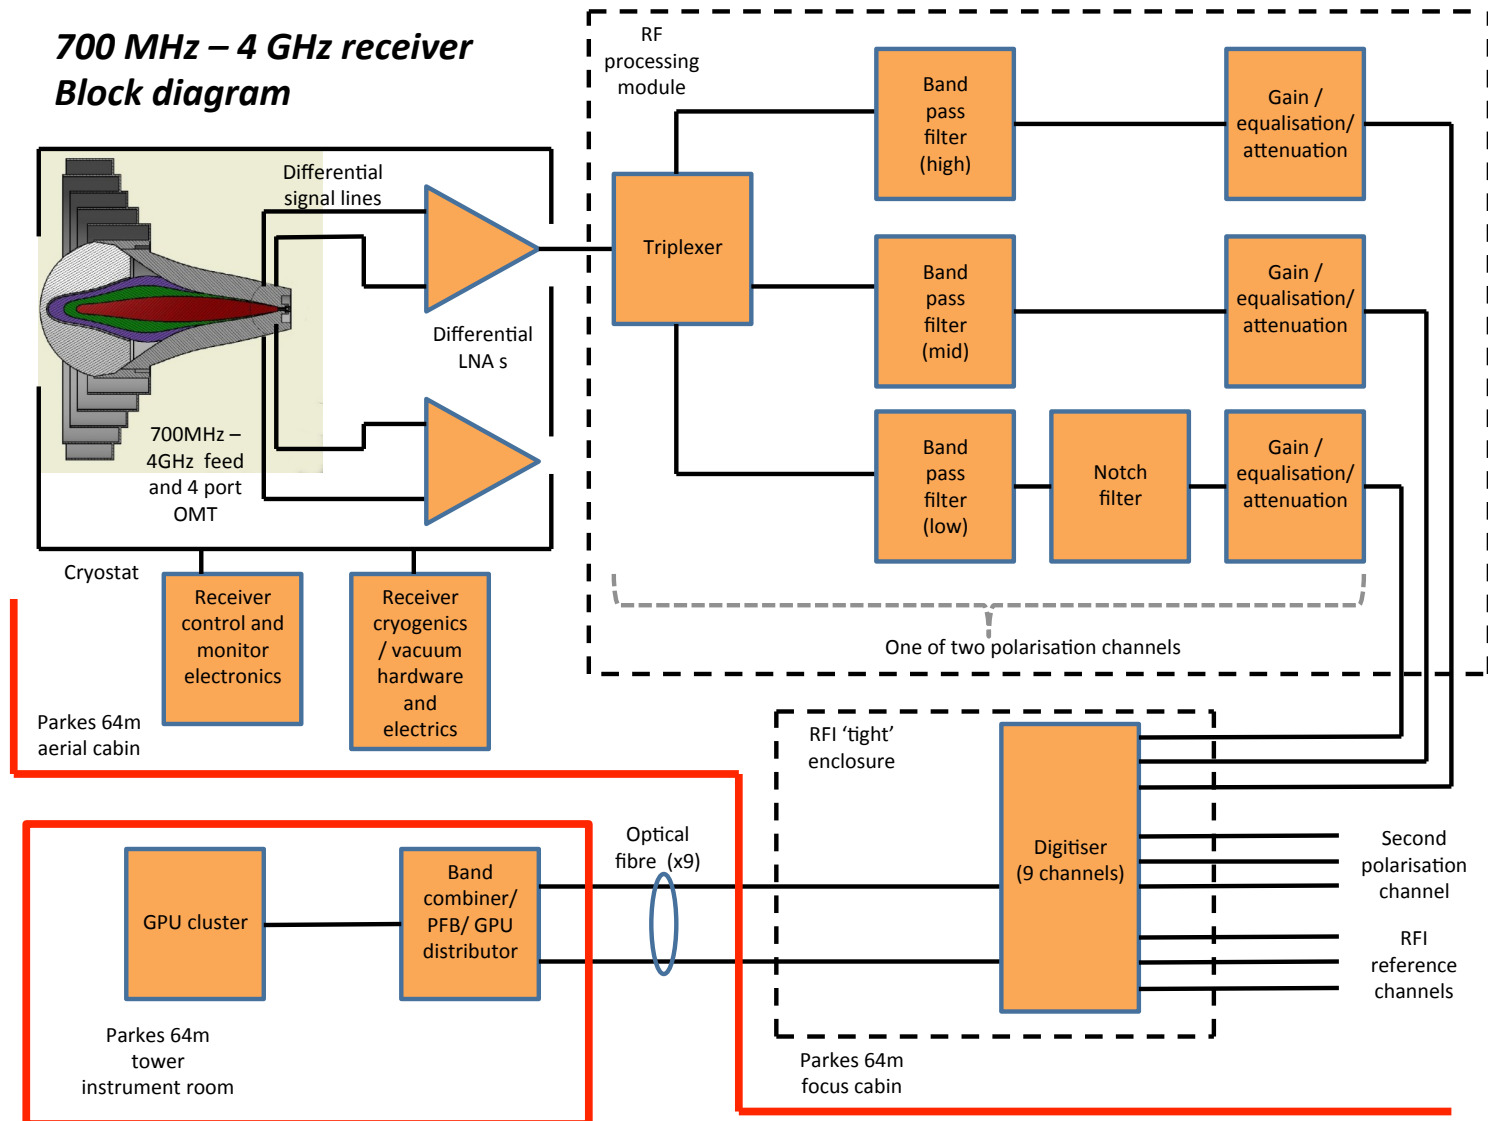 700 MHz – 4 GHz receiver
Block diagram
RF
processing
module
Band
pass
filter
(high)
Gain /
equalisation/
attenuation
Differential
signal lines
Triplexer
Band
pass
filter
(mid)
Gain /
equalisation/
attenuation
Differential
LNA s
700MHz –
4GHz feed
and 4 port
OMT
Band
pass
filter
(low)
Notch
filter
Gain /
equalisation/
attenuation
Cryostat
Receiver
control and
monitor
electronics
Receiver
cryogenics
/ vacuum
hardware
and
electrics
One of two polarisation channels
Parkes 64m
aerial cabin
RFI ‘tight’
enclosure
Digitiser
(9 channels)
Second
polarisation
channel
RFI
reference
channels
Optical
fibre (x9)
GPU cluster
Band
combiner/
PFB/ GPU
distributor
Parkes 64m
tower
instrument room
Parkes 64m
focus cabin